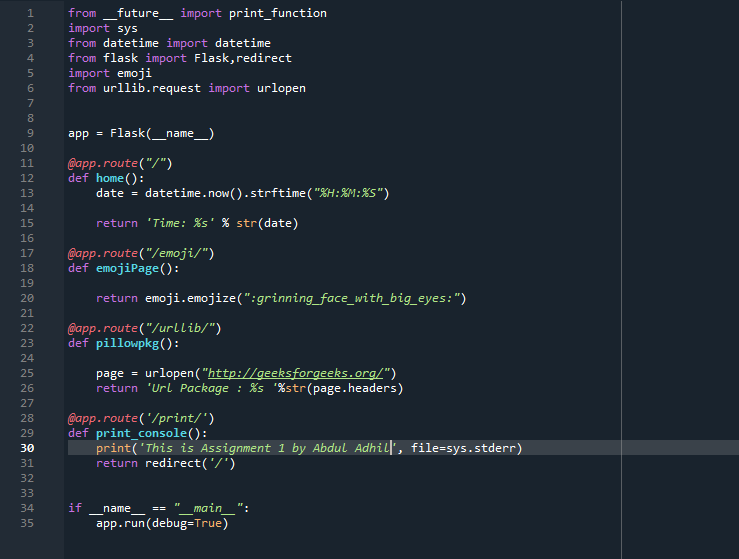 1 from __future__ import print_function
2 import sys
3 from datetime import datetime
4 from flask import Flask,redirect
5 import emoji
6 from urllib.request import urlopen
7
8
9 app = Flask(__name__)
10
11 @app.route("/")
12 def home():
13     date = datetime.now().strftime("%H:%M:%S")
14
15     return 'Time: %s' % str(date)
16
17 @app.route("/emoji/")
18 def emojiPage():
19
20     return emoji.emojize(":grinning_face_with_big_eyes:")
21
22 @app.route("/urllib/")
23 def pillowpkg():
24
25     page = urlopen("http://geeksforgeeks.org/")
26     return 'Url Package : %s '%str(page.headers)
27
28 @app.route('/print/')
29 def print_console():
30     print('This is Assignment 1 by Abdul Adhil', file=sys.stderr)
31     return redirect('/')
32
33
34 if __name__ == "__main__":
35     app.run(debug=True)